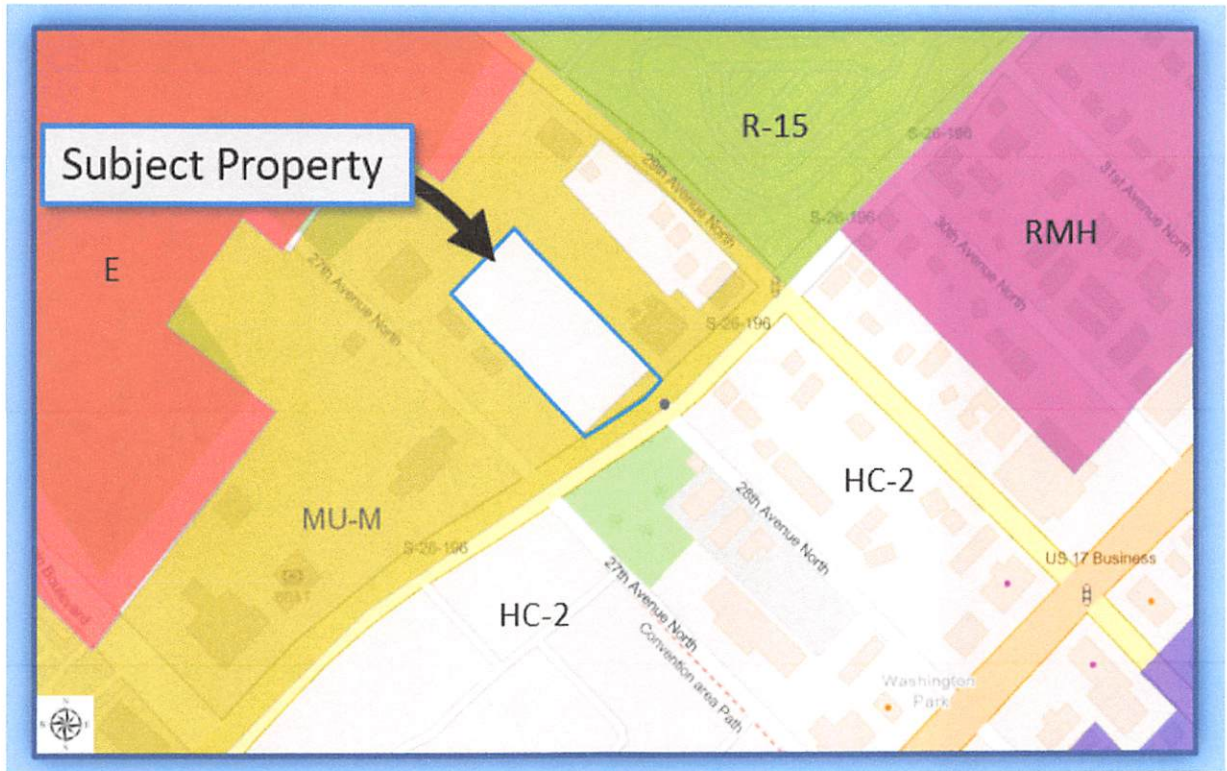 R-15
S-26-196
Subject Property
29th Avenue North
31st Avenue North
S-26-196
E
30th Avenue North
RMH
27th Avenue North
S-26-196
HC-2
MU-M
28th Avenue North
S-26-196
US 17 Business
27th Avenue North
HC-2
Convention area Path
Washington
Park